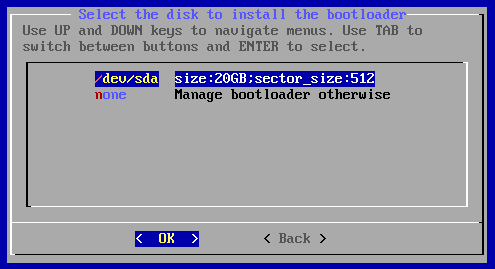 Select the disk to install the bootloader
Use UP and DOWN keys to navigate menus. Use TAB to
switch between buttons and ENTER to select.
/dev/sda size:20GB;sector_size:512
none Manage bootloader otherwise
< OK > < Back >